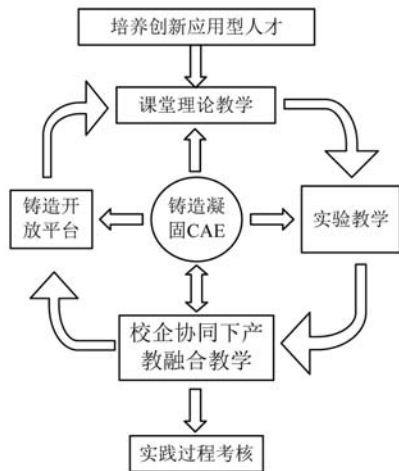 培养创新应用型人才
课堂理论教学
铸造开
放平台
铸造凝
固CAE
实验教学
校企协同下产
教融合教学
实践过程考核